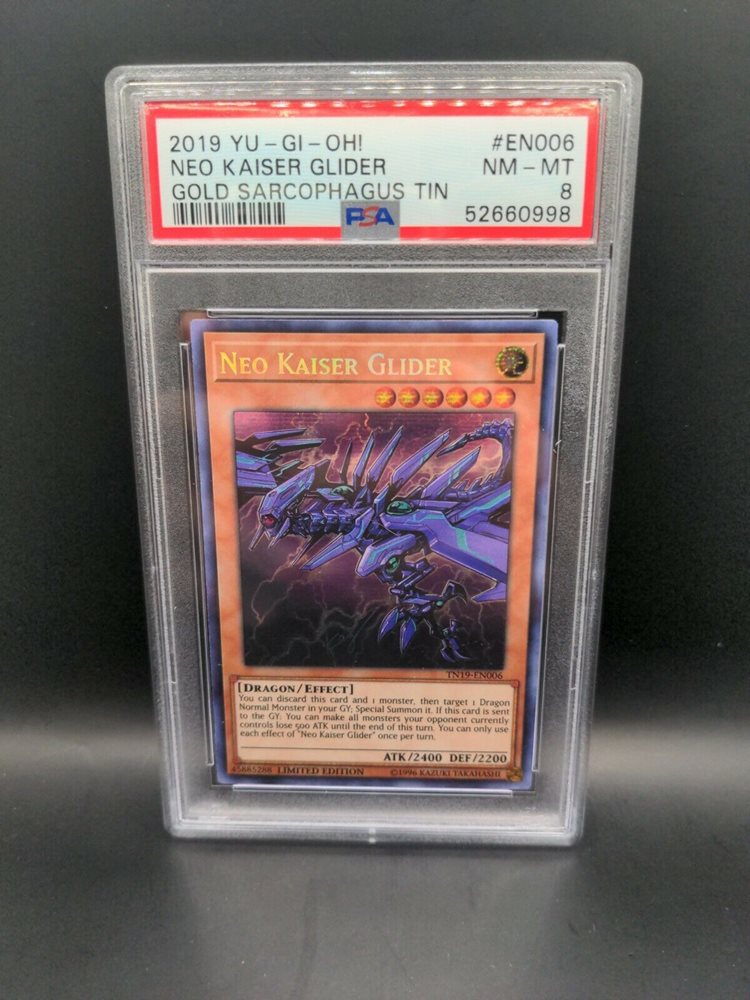 2019 YU-GI-OH! #EN006
NEO KAISER GLIDER NM-MT
GOLD SARCOPHAGUS TIN 8
PSA 52660998
NEO KAISER GLIDER
TN19-EN006
[DRAGON/EFFECT]
You can discard this card and 1 monster, then target 1 Dragon
Normal Monster in your GY; Special Summon it. If this card is sent
to the GY: You can make all monsters your opponent currently
controls lose 500 ATK until the end of this turn. You can only use
each effect of "Neo Kaiser Glider" once per turn.
ATK/2400 DEF/2200
45885288 LIMITED EDITION ©1996 KAZUKI TAKAHASHI